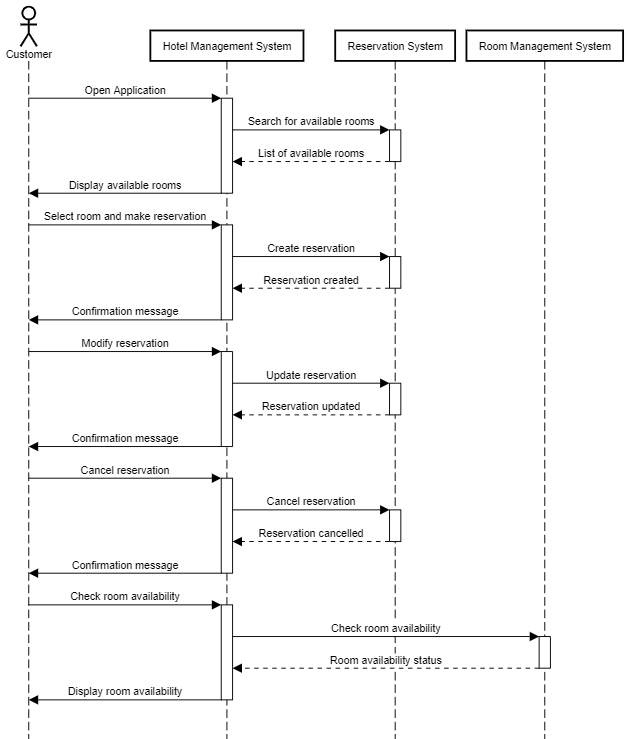 Customer
Hotel Management System
Reservation System
Room Management System
Open Application
Search for available rooms
List of available rooms
Display available rooms
Select room and make reservation
Create reservation
Reservation created
Confirmation message
Modify reservation
Update reservation
Reservation updated
Confirmation message
Cancel reservation
Cancel reservation
Reservation cancelled
Confirmation message
Check room availability
Check room availability
Room availability status
Display room availability